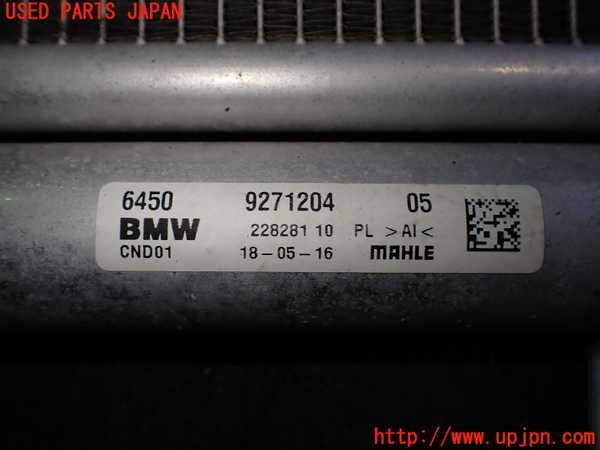 USED PARTS JAPAN
6450 9271204 05
BMW 228281 10 PL >Al<
CND01 18-05-16 MAHLE
http://www.upjpn.com/